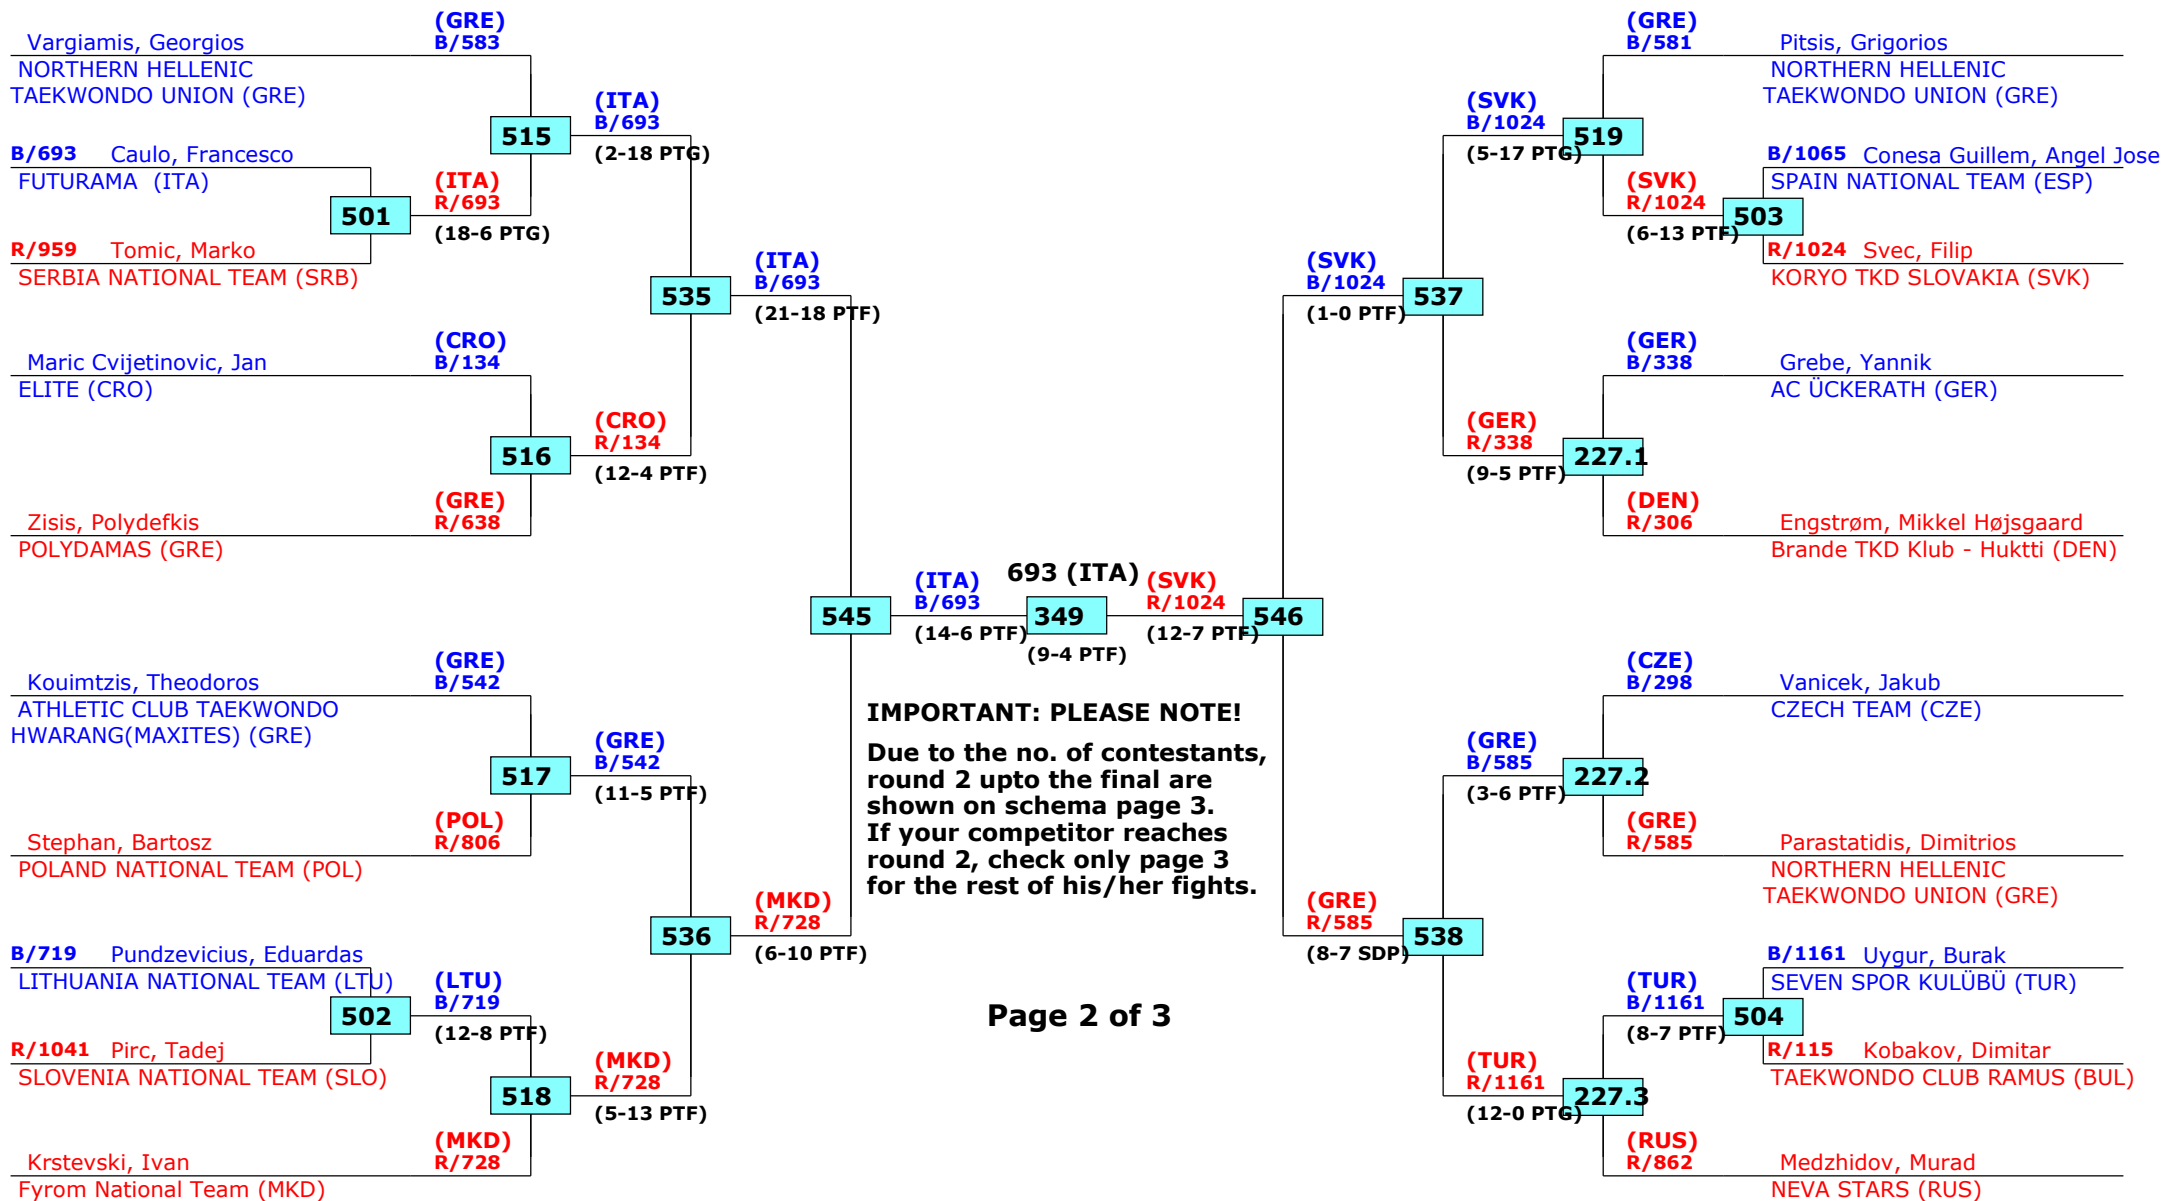 (GRE)
B/583
Vargiamis, Georgios
NORTHERN HELLENIC
TAEKWONDO UNION (GRE)
515
(ITA)
B/693
(2-18 PTG)
B/693 Caulo, Francesco
FUTURAMA (ITA)
501
(ITA)
R/693
(18-6 PTG)
R/959 Tomic, Marko
SERBIA NATIONAL TEAM (SRB)
535
(ITA)
B/693
(21-18 PTF)
(CRO)
B/134
Maric Cvijetinovic, Jan
ELITE (CRO)
516
(CRO)
R/134
(12-4 PTF)
(GRE)
R/638
Zisis, Polydefkis
POLYDAMAS (GRE)
545
(ITA)
B/693
(14-6 PTF)
693 (ITA)
349
(9-4 PTF)
(SVK)
R/1024
(12-7 PTF)
546
(GRE)
B/542
Kouimtzis, Theodoros
ATHLETIC CLUB TAEKWONDO
HWARANG(MAXITES) (GRE)
517
(GRE)
B/542
(11-5 PTF)
(POL)
R/806
Stephan, Bartosz
POLAND NATIONAL TEAM (POL)
536
(MKD)
R/728
(6-10 PTF)
B/719 Pundzevicius, Eduardas
LITHUANIA NATIONAL TEAM (LTU)
502
(LTU)
B/719
(12-8 PTF)
R/1041 Pirc, Tadej
SLOVENIA NATIONAL TEAM (SLO)
518
(MKD)
R/728
(5-13 PTF)
(MKD)
R/728
Krstevski, Ivan
Fyrom National Team (MKD)
IMPORTANT: PLEASE NOTE!
Due to the no. of contestants,
round 2 upto the final are
shown on schema page 3.
If your competitor reaches
round 2, check only page 3
for the rest of his/her fights.
Page 2 of 3
(GRE)
B/581
Pitsis, Grigorios
NORTHERN HELLENIC
TAEKWONDO UNION (GRE)
(SVK)
B/1024
(5-17 PTG)
519
B/1065 Conesa Guillem, Angel Jose
SPAIN NATIONAL TEAM (ESP)
(SVK)
R/1024
(6-13 PTF)
503
R/1024 Svec, Filip
KORYO TKD SLOVAKIA (SVK)
(SVK)
B/1024
(1-0 PTF)
537
(GER)
B/338
Grebe, Yannik
AC ÜCKERATH (GER)
(GER)
R/338
(9-5 PTF)
227.1
(DEN)
R/306
Engstrøm, Mikkel Højsgaard
Brande TKD Klub - Huktti (DEN)
(CZE)
B/298
Vanicek, Jakub
CZECH TEAM (CZE)
(GRE)
B/585
(3-6 PTF)
227.2
(GRE)
R/585
Parastatidis, Dimitrios
NORTHERN HELLENIC
TAEKWONDO UNION (GRE)
(GRE)
R/585
(8-7 SDP)
538
B/1161 Uygur, Burak
SEVEN SPOR KULÜBÜ (TUR)
(TUR)
B/1161
(8-7 PTF)
504
R/115 Kobakov, Dimitar
TAEKWONDO CLUB RAMUS (BUL)
(TUR)
R/1161
(12-0 PTG)
227.3
(RUS)
R/862
Medzhidov, Murad
NEVA STARS (RUS)